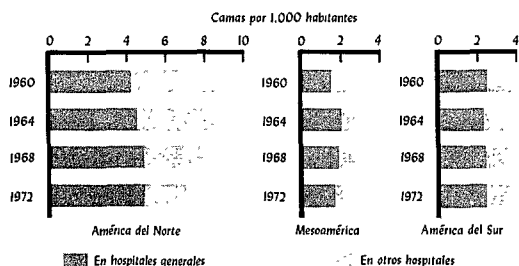 Camas por 1,000 habitantes
0 2 4 6 8 10 0 2 4 0 2 4
1960 1960 1960
1964 1964 1964
1968 1968 1968
1972 1972 1972
América del Norte Mesoamérica América del Sur
En hospitales generales En otros hospitales